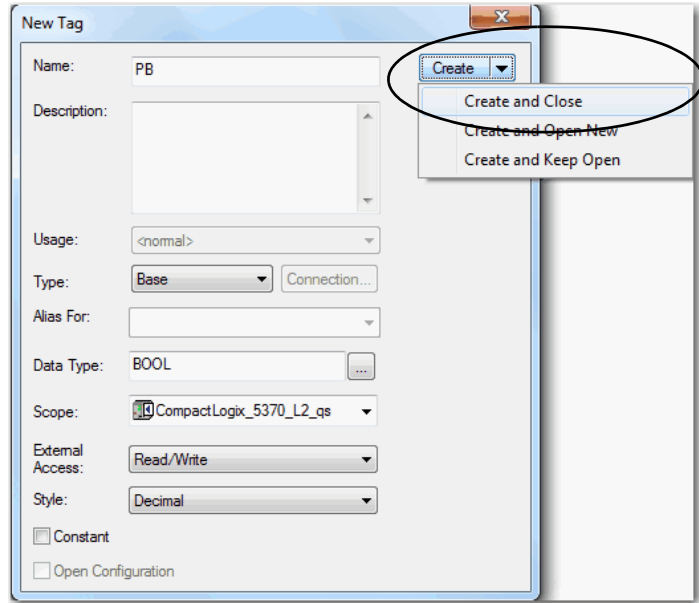 New Tag
Name: PB Create
Create and Close
Create and Open New
Create and Keep Open
Description:
Usage: <normal>
Type: Base Connection...
Alias For:
Data Type: BOOL ...
Scope: CompactLogix_5370_L2_qs
External
Access: Read/Write
Style: Decimal
Constant
Open Configuration